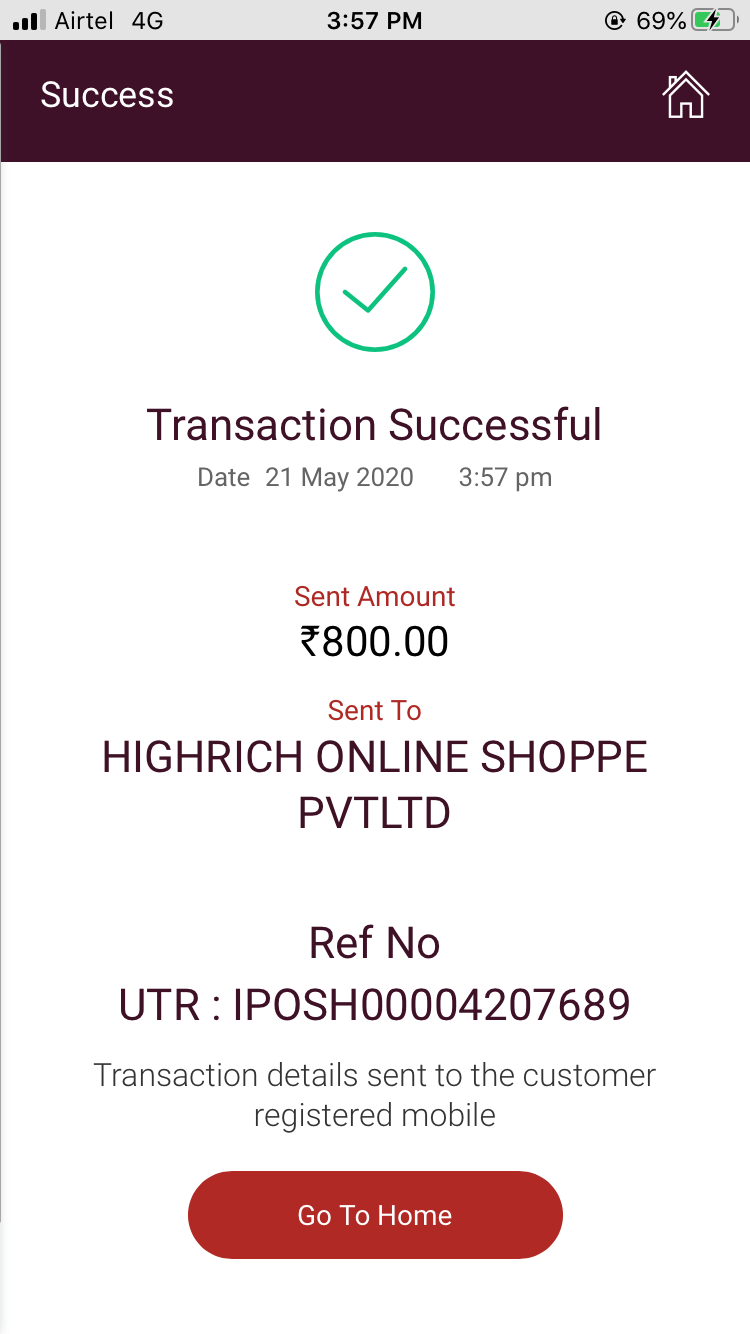 Airtel 4G 3:57 PM 69%
Success
Transaction Successful
Date 21 May 2020 3:57 pm
Sent Amount
₹800.00
Sent To
HIGHRICH ONLINE SHOPPE
PVTLTD
Ref No
UTR : IPOSH00004207689
Transaction details sent to the customer
registered mobile
Go To Home